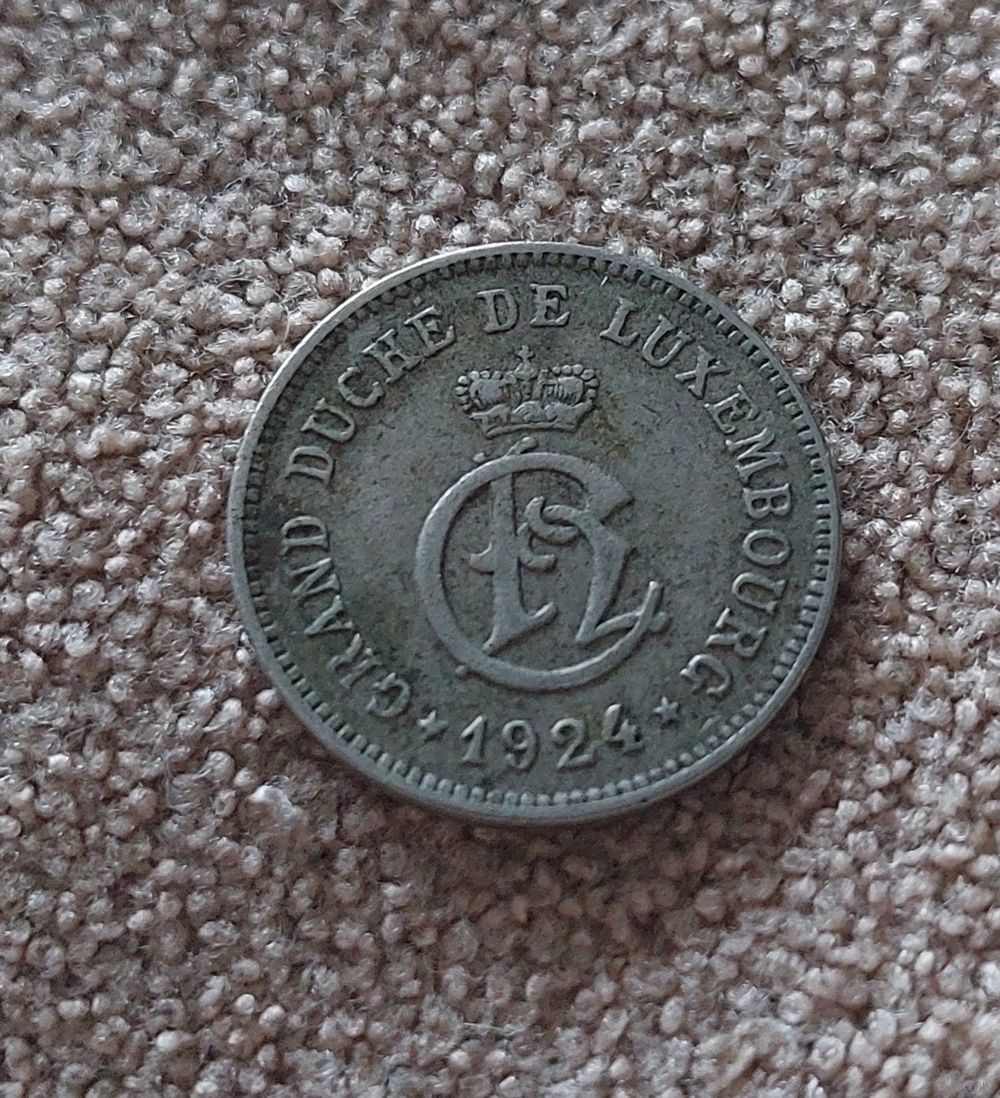 GRAND DUCHÉ DE LUXEMBOURG
★ 1924 ★